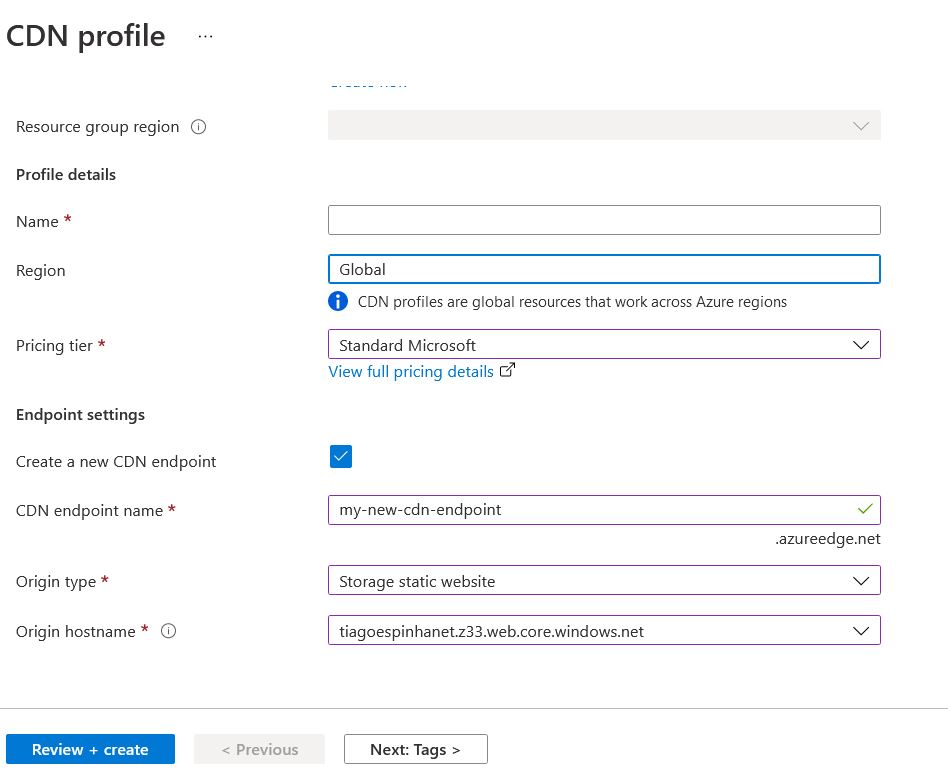 CDN profile ...
Resource group region
Profile details
Name *
Region Global
CDN profiles are global resources that work across Azure regions
Pricing tier * Standard Microsoft
View full pricing details
Endpoint settings
Create a new CDN endpoint
CDN endpoint name * my-new-cdn-endpoint
.azureedge.net
Origin type * Storage static website
Origin hostname * tiagoespinhanet.z33.web.core.windows.net
Review + create < Previous Next: Tags >